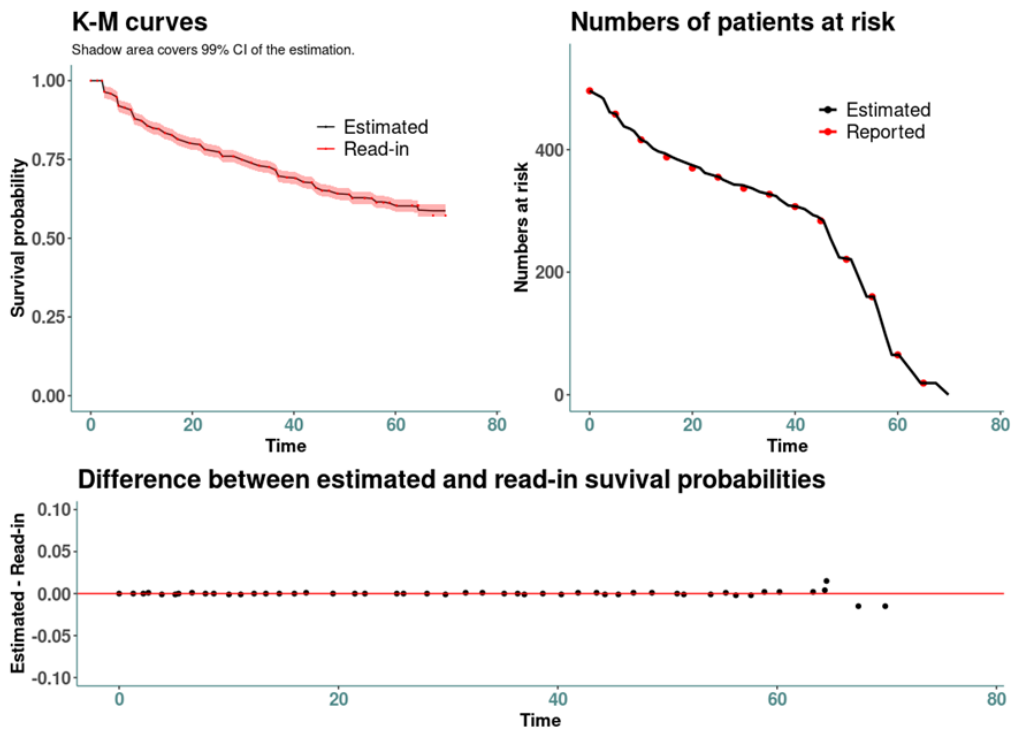 K-M curves
Shadow area covers 99% CI of the estimation.
1.00
0.75
0.50
0.25
0.00
Survival probability
Estimated
Read-in
0 20 40 60 80
Time
Numbers of patients at risk
400
200
0
Numbers at risk
Estimated
Reported
0 20 40 60 80
Time
Difference between estimated and read-in suvival probabilities
0.10
0.05
0.00
-0.05
-0.10
Estimated - Read-in
0 20 40 60 80
Time